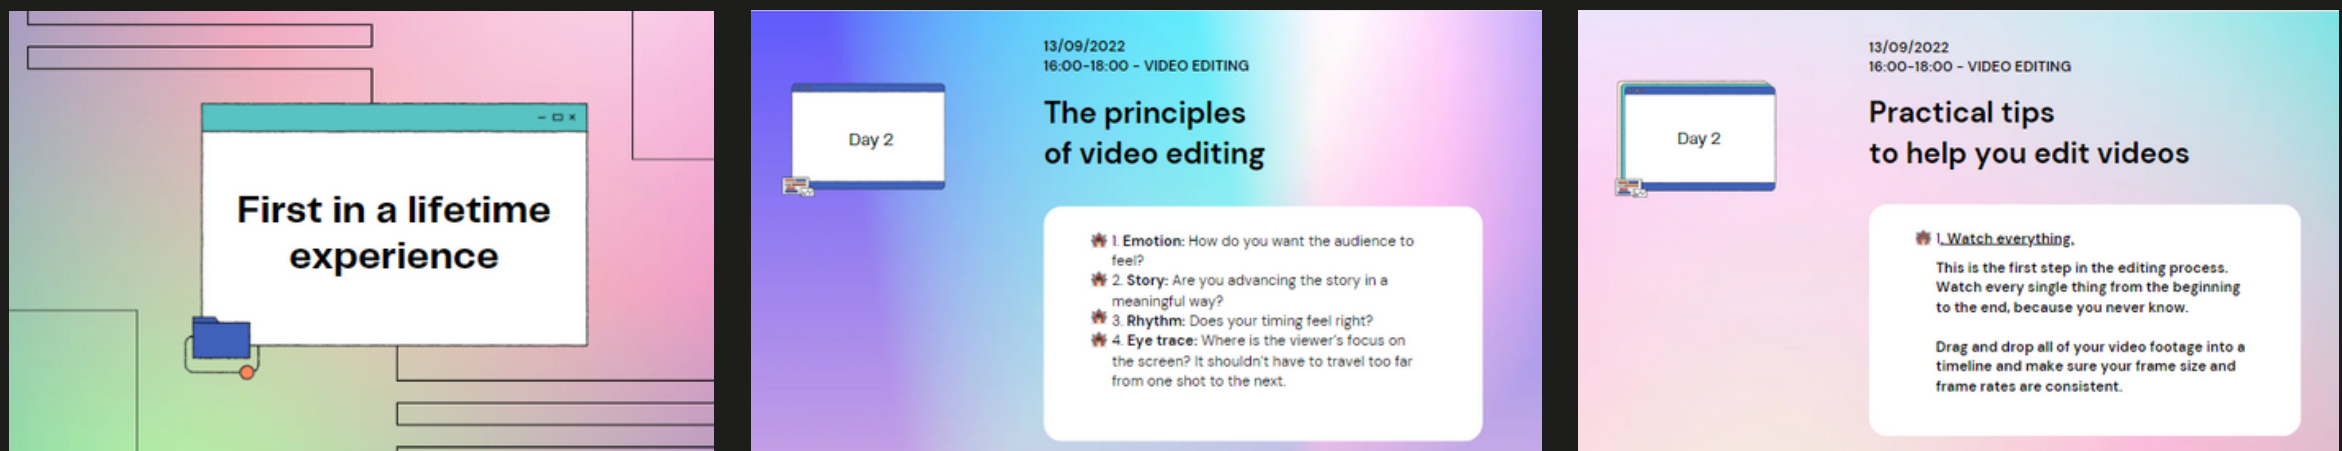 First in a lifetime
experience
13/09/2022
16:00-18:00 - VIDEO EDITING
Day 2
The principles
of video editing
1. Emotion: How do you want the audience to
feel?
2. Story: Are you advancing the story in a
meaningful way?
3. Rhythm: Does your timing feel right?
4. Eye trace: Where is the viewer's focus on
the screen? It shouldn't have to travel too far
from one shot to the next.
13/09/2022
16:00-18:00 - VIDEO EDITING
Day 2
Practical tips
to help you edit videos
1. Watch everything.
This is the first step in the editing process.
Watch every single thing from the beginning
to the end, because you never know.
Drag and drop all of your video footage into a
timeline and make sure your frame size and
frame rates are consistent.